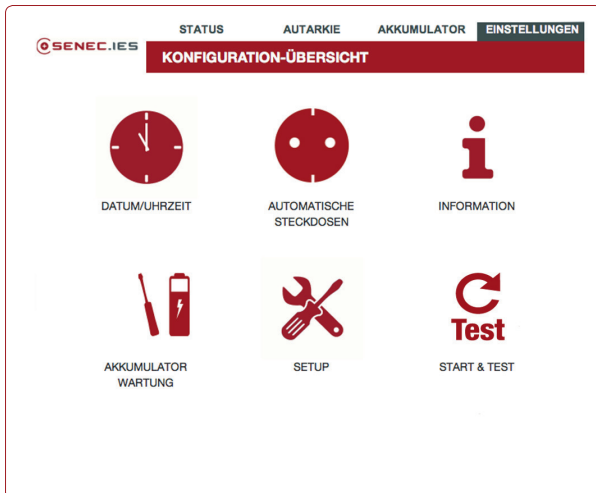 STATUS AUTARKIE AKKUMULATOR EINSTELLUNGEN
SENEC.IES
KONFIGURATION-ÜBERSICHT
DATUM/UHRZEIT
AUTOMATISCHE
STECKDOSEN
INFORMATION
AKKUMULATOR
WARTUNG
SETUP
Test
START & TEST